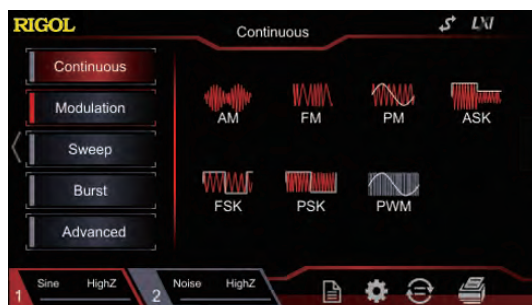 RIGOL
Continuous
LXI
Continuous
Modulation
Sweep
Burst
Advanced
AM
FM
PM
ASK
FSK
PSK
PWM
1
Sine
HighZ
2
Noise
HighZ